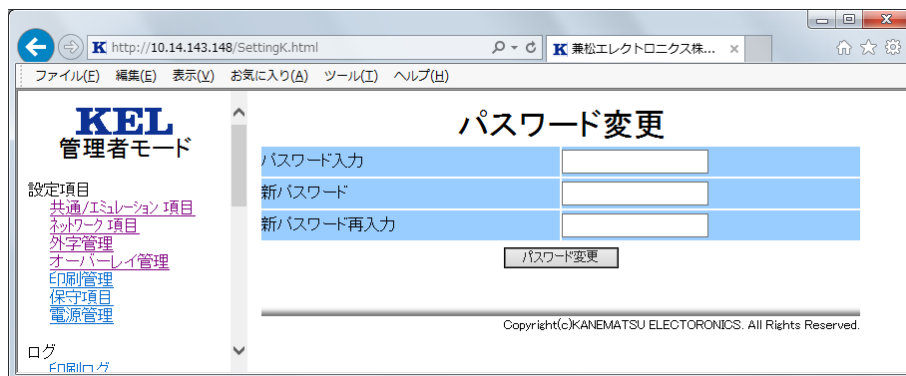 http://10.14.143.148/SettingK.html
兼松エレクトロニクス株...
ファイル(F) 編集(E) 表示(V) お気に入り(A) ツール(T) ヘルプ(H)
KEL
管理者モード
設定項目
共通/エミュレーション 項目
ネットワーク 項目
外字管理
オーバーレイ管理
印刷管理
保守項目
電源管理
ログ
印刷ログ
パスワード変更
パスワード入力
新パスワード
新パスワード再入力
パスワード変更
Copyright(c)KANEMATSU ELECTORONICS. All Rights Reserved.